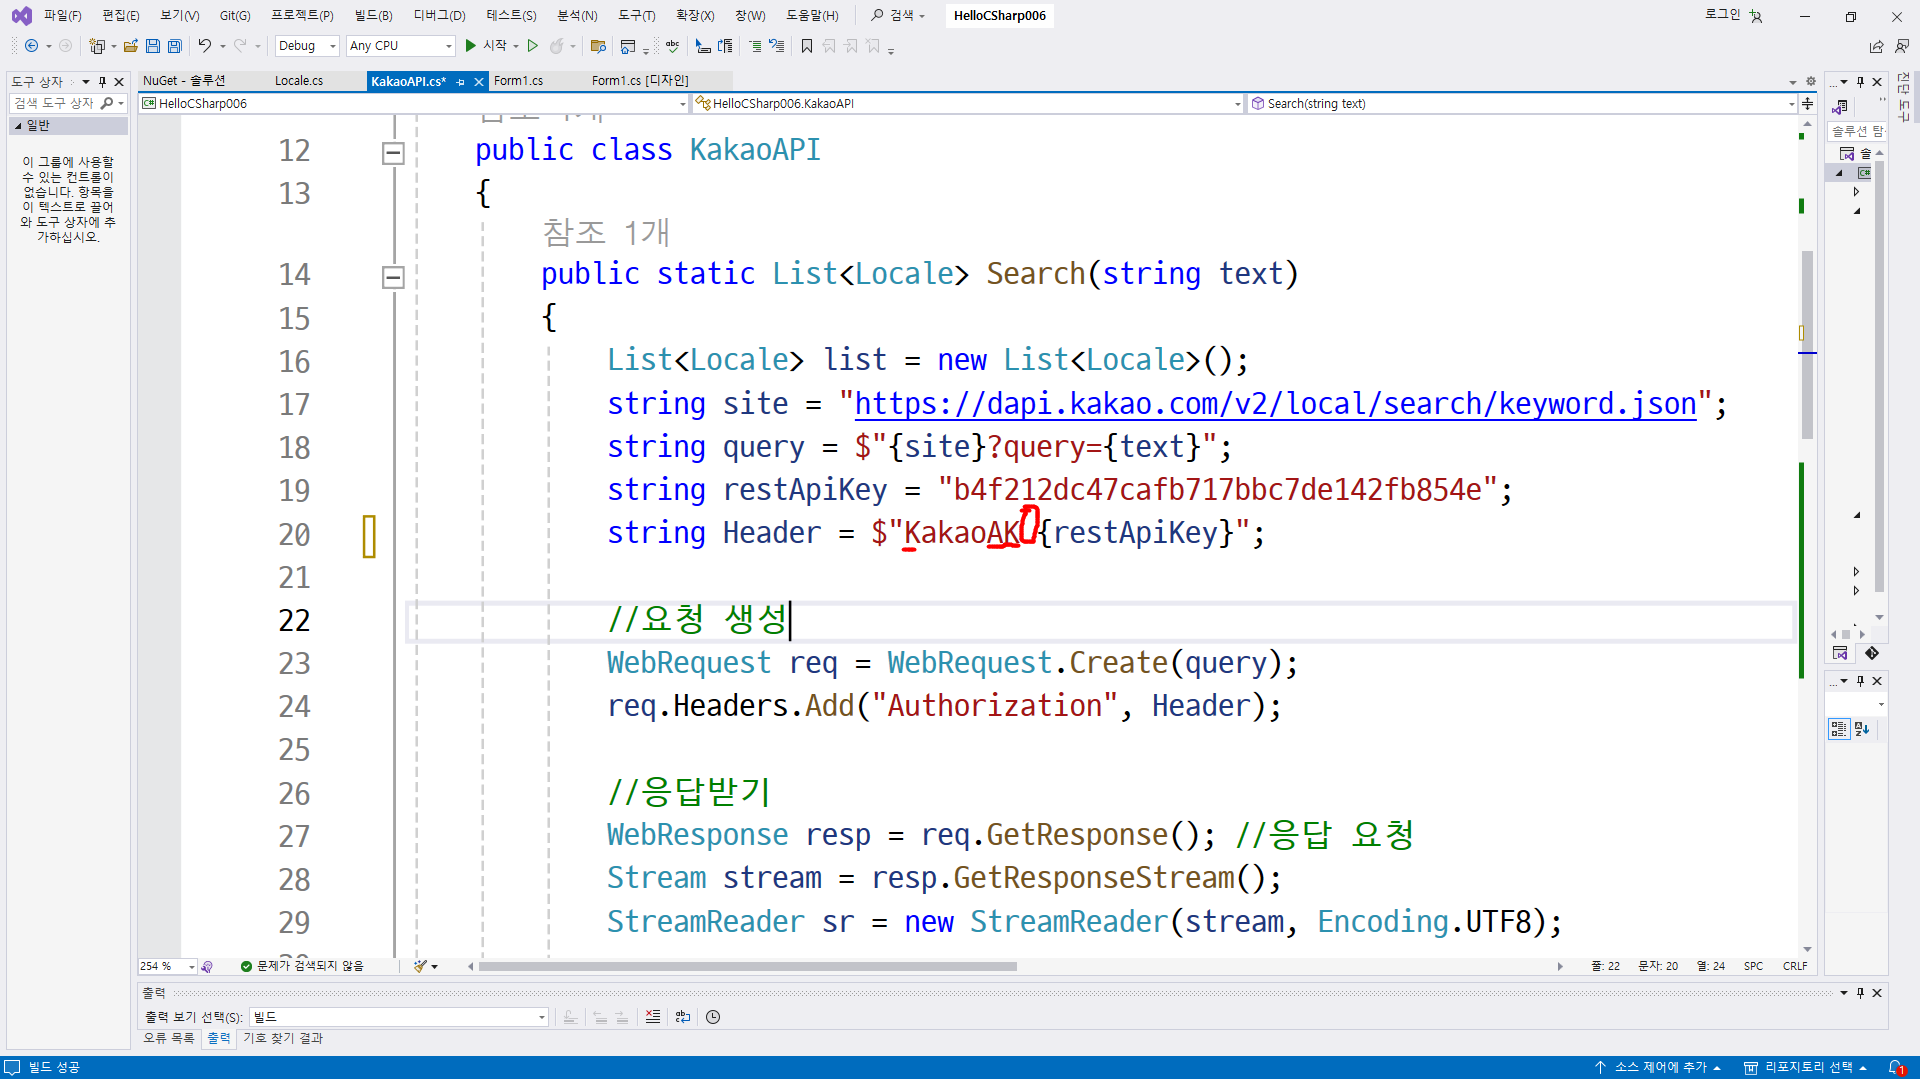 파일(F) 편집(E) 보기(V) Git(G) 프로젝트(P) 빌드(B) 디버그(D) 테스트(S) 분석(N) 도구(T) 확장(X) 창(W) 도움말(H) 검색 HelloCSharp006 로그인
Debug Any CPU 시작
도구 상자
검색 도구 상자
일반
이 그룹에 사용할
수 있는 컨트롤이
없습니다. 항목을
이 텍스트로 끌어
와 도구 상자에 추
가하십시오.
NuGet - 솔루션 Locale.cs KakaoAPI.cs* Form1.cs Form1.cs [디자인]
HelloCSharp006 HelloCSharp006.KakaoAPI Search(string text)
12 public class KakaoAPI
13 {
참조 1개
14 public static List<Locale> Search(string text)
15 {
16 List<Locale> list = new List<Locale>();
17 string site = "https://dapi.kakao.com/v2/local/search/keyword.json";
18 string query = $"{site}?query={text}";
19 string restApiKey = "b4f212dc47cafb717bbc7de142fb854e";
20 string Header = $"KakaoAK {restApiKey}";
21
22 //요청 생성
23 WebRequest req = WebRequest.Create(query);
24 req.Headers.Add("Authorization", Header);
25
26 //응답받기
27 WebResponse resp = req.GetResponse(); //응답 요청
28 Stream stream = resp.GetResponseStream();
29 StreamReader sr = new StreamReader(stream, Encoding.UTF8);
254 % 문제가 검색되지 않음 줄: 22 문자: 20 열: 24 SPC CRLF
솔루션 탐
솔
진단 도구
출력
출력 보기 선택(S): 빌드
오류 목록 출력 기호 찾기 결과
빌드 성공 소스 제어에 추가 리포지토리 선택 1